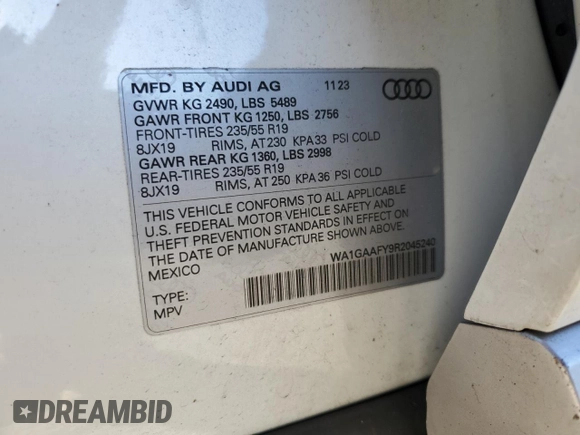 MFD. BY AUDI AG 11 23
GVWR KG 2490, LBS 5489
GAWR FRONT KG 1250, LBS 2756
FRONT-TIRES 235/55 R19
8JX19 RIMS, AT 230 KPA 33 PSI COLD
GAWR REAR KG 1360, LBS 2998
REAR-TIRES 235/55 R19
8JX19 RIMS, AT 250 KPA 36 PSI COLD
THIS VEHICLE CONFORMS TO ALL APPLICABLE
U.S. FEDERAL MOTOR VEHICLE SAFETY AND
THEFT PREVENTION STANDARDS IN EFFECT ON
THE DATE OF MANUFACTURE SHOWN ABOVE.
MEXICO
WA1GAAFY9R2045240
TYPE:
MPV
DREAMBID